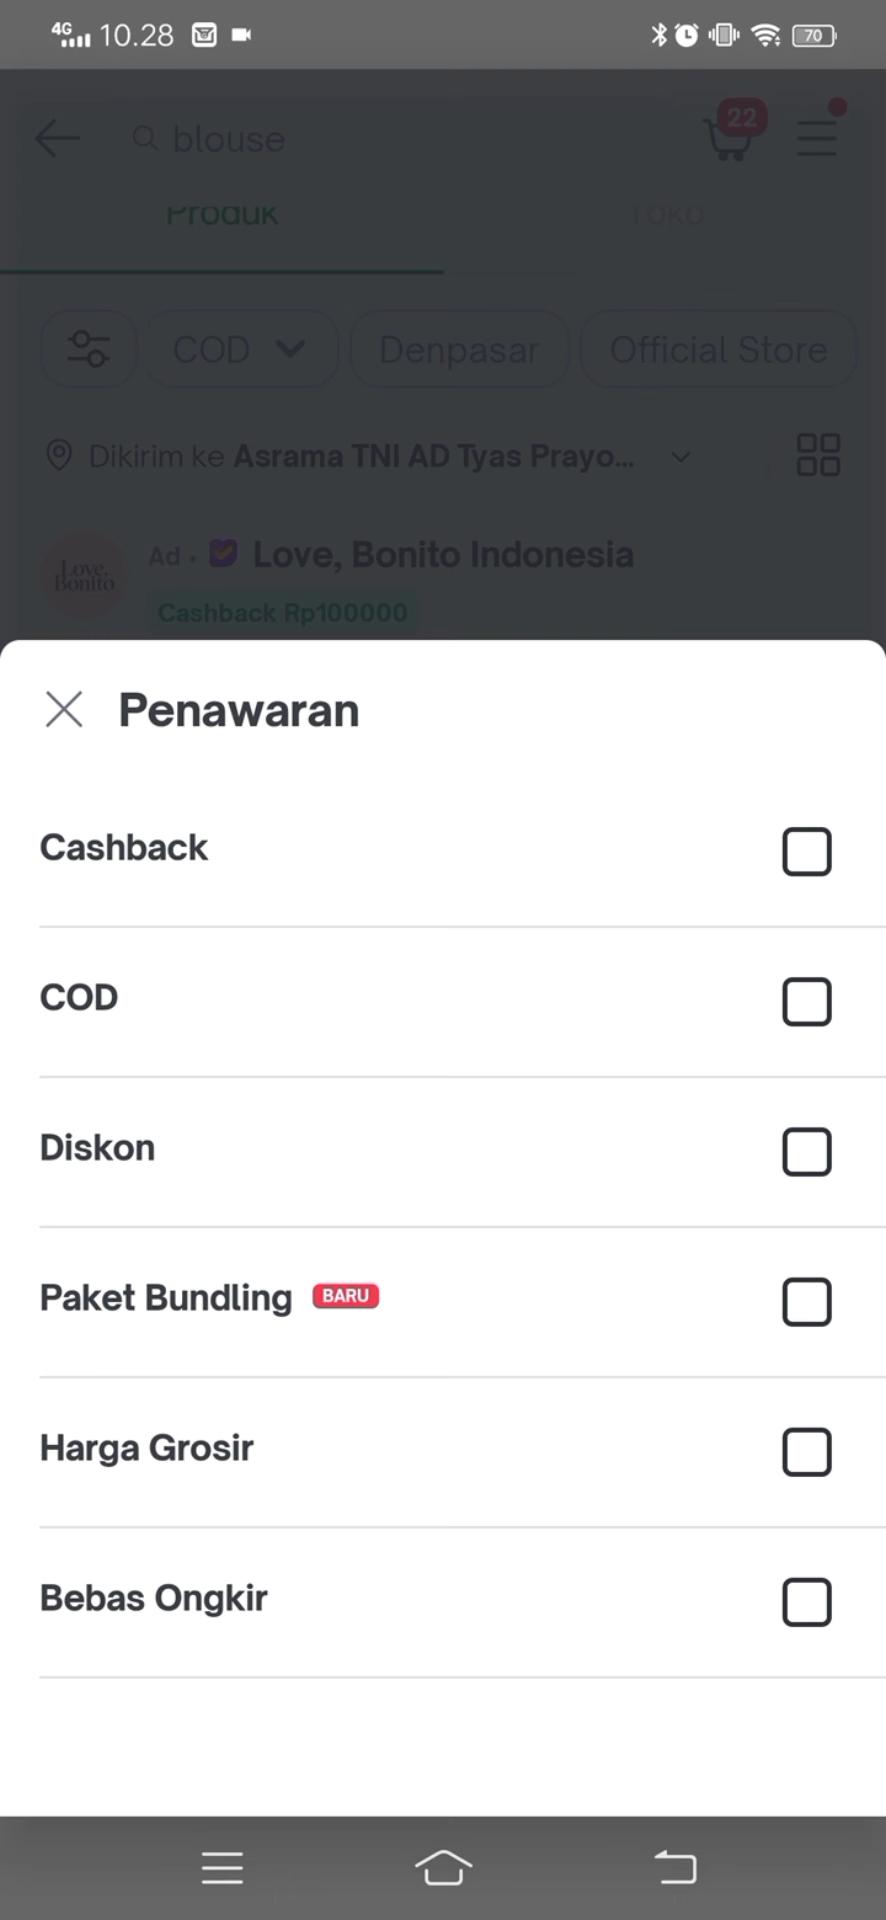 4G 10.28 70
blouse 22
Produk Toko
COD Denpasar Official Store
Dikirim ke Asrama TNI AD Tyas Prayo...
Love, Bonito
Ad • Love, Bonito Indonesia
Cashback Rp100000
Penawaran
Cashback
COD
Diskon
Paket Bundling BARU
Harga Grosir
Bebas Ongkir